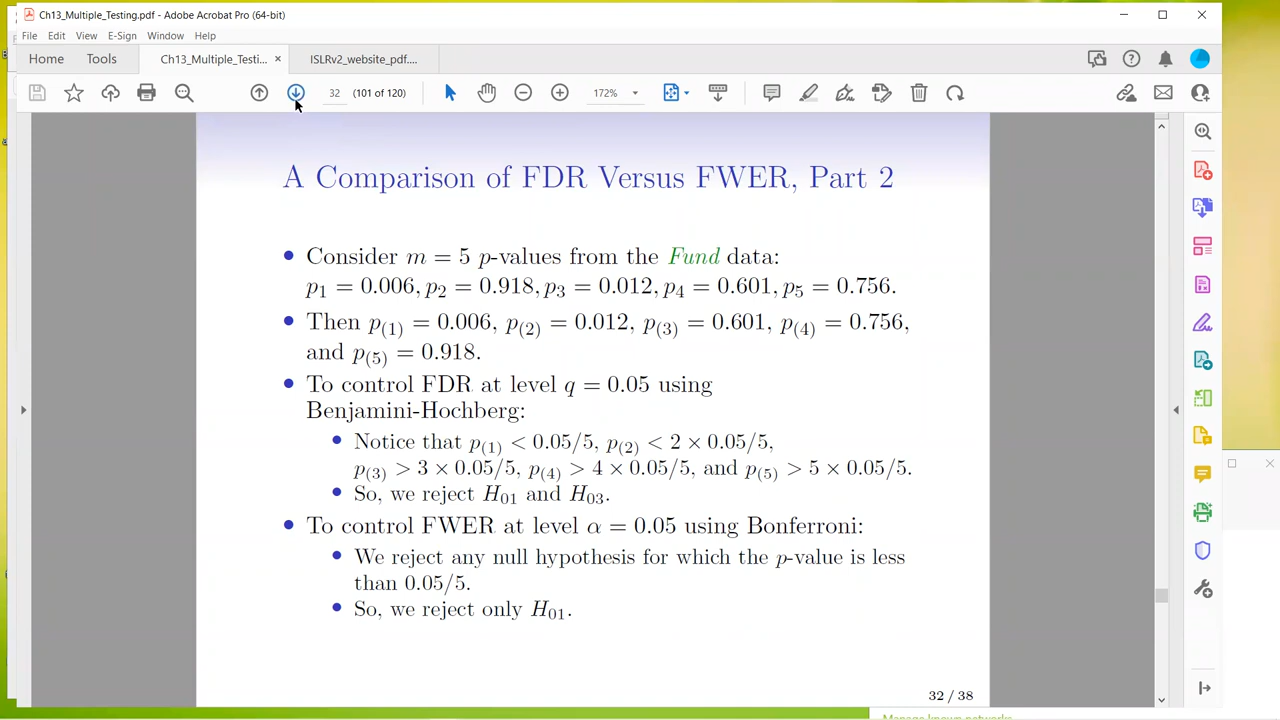 Ch13_Multiple_Testing.pdf - Adobe Acrobat Pro (64-bit)
File Edit View E-Sign Window Help
Home Tools Ch13_Multiple_Testi... × ISLRv2_website_pdf....
32 (101 of 120) 172%
A Comparison of FDR Versus FWER, Part 2
• Consider m = 5 p-values from the Fund data:
p₁ = 0.006, p₂ = 0.918, p₃ = 0.012, p₄ = 0.601, p₅ = 0.756.
• Then p₍₁₎ = 0.006, p₍₂₎ = 0.012, p₍₃₎ = 0.601, p₍₄₎ = 0.756,
and p₍₅₎ = 0.918.
• To control FDR at level q = 0.05 using
Benjamini-Hochberg:
• Notice that p₍₁₎ < 0.05/5, p₍₂₎ < 2 × 0.05/5,
p₍₃₎ > 3 × 0.05/5, p₍₄₎ > 4 × 0.05/5, and p₍₅₎ > 5 × 0.05/5.
• So, we reject H₀₁ and H₀₃.
• To control FWER at level α = 0.05 using Bonferroni:
• We reject any null hypothesis for which the p-value is less
than 0.05/5.
• So, we reject only H₀₁.
32 / 38
Manage known networks